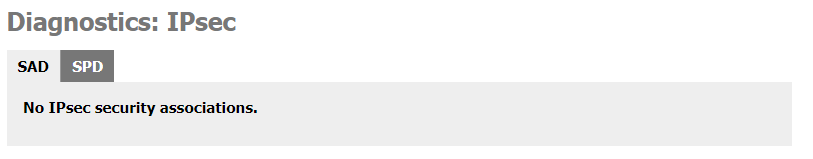 Diagnostics: IPsec
SAD SPD
No IPsec security associations.